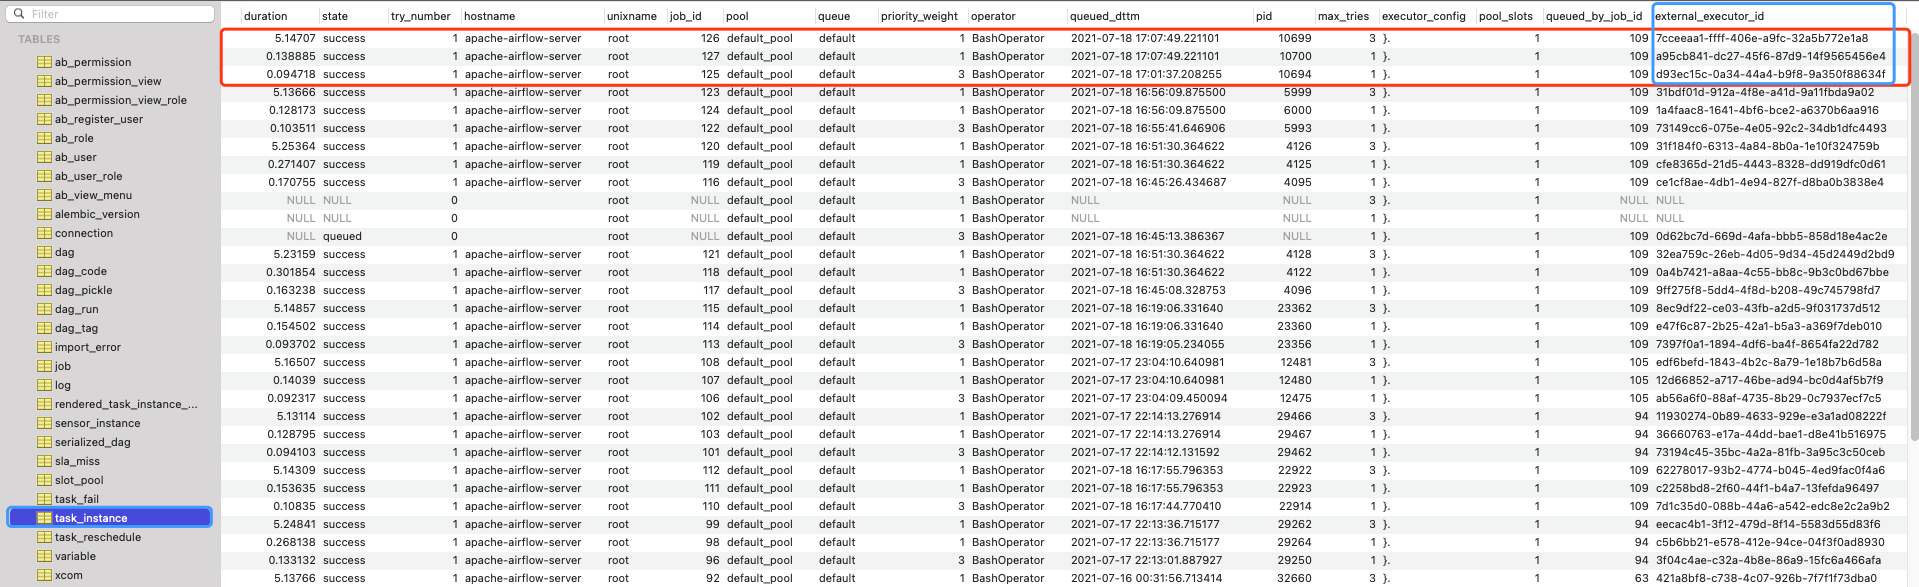 Filter
TABLES
ab_permission
ab_permission_view
ab_permission_view_role
ab_register_user
ab_role
ab_user
ab_user_role
ab_view_menu
alembic_version
connection
dag
dag_code
dag_pickle
dag_run
dag_tag
import_error
job
log
rendered_task_instance_...
sensor_instance
serialized_dag
sla_miss
slot_pool
task_fail
task_instance
task_reschedule
variable
xcom
duration state try_number hostname unixname job_id pool queue priority_weight operator queued_dttm pid max_tries executor_config pool_slots queued_by_job_id external_executor_id
5.14707 success 1 apache-airflow-server root 126 default_pool default 1 BashOperator 2021-07-18 17:07:49.221101 10699 3 }. 1 109 7cceeaa1-ffff-406e-a9fc-32a5b772e1a8
0.138885 success 1 apache-airflow-server root 127 default_pool default 1 BashOperator 2021-07-18 17:07:49.221101 10700 1 }. 1 109 a95cb841-dc27-45f6-87d9-14f9565456e4
0.094718 success 1 apache-airflow-server root 125 default_pool default 3 BashOperator 2021-07-18 17:01:37.208255 10694 1 }. 1 109 d93ec15c-0a34-44a4-b9f8-9a350f88634f
5.13666 success 1 apache-airflow-server root 123 default_pool default 1 BashOperator 2021-07-18 16:56:09.875500 5999 3 }. 1 109 31bdf01d-912a-4f8e-a41d-9a11fbda9a02
0.128173 success 1 apache-airflow-server root 124 default_pool default 1 BashOperator 2021-07-18 16:56:09.875500 6000 1 }. 1 109 1a4faac8-1641-4bf6-bce2-a6370b6aa916
0.103511 success 1 apache-airflow-server root 122 default_pool default 3 BashOperator 2021-07-18 16:55:41.646906 5993 1 }. 1 109 73149cc6-075e-4e05-92c2-34db1dfc4493
5.25364 success 1 apache-airflow-server root 120 default_pool default 1 BashOperator 2021-07-18 16:51:30.364622 4126 3 }. 1 109 31f184f0-6313-4a84-8b0a-1e10f324759b
0.271407 success 1 apache-airflow-server root 119 default_pool default 1 BashOperator 2021-07-18 16:51:30.364622 4125 1 }. 1 109 cfe8365d-21d5-4443-8328-dd919dfc0d61
0.170755 success 1 apache-airflow-server root 116 default_pool default 3 BashOperator 2021-07-18 16:45:26.434687 4095 1 }. 1 109 ce1cf8ae-4db1-4e94-827f-d8ba0b3838e4
NULL NULL 0 root NULL default_pool default 1 BashOperator NULL NULL 3 }. 1 NULL NULL
NULL NULL 0 root NULL default_pool default 1 BashOperator NULL NULL 1 }. 1 NULL NULL
NULL queued 0 root NULL default_pool default 3 BashOperator 2021-07-18 16:45:13.386367 NULL 1 }. 1 109 0d62bc7d-669d-4afa-bbb5-858d18e4ac2e
5.23159 success 1 apache-airflow-server root 121 default_pool default 1 BashOperator 2021-07-18 16:51:30.364622 4128 3 }. 1 109 32ea759c-26eb-4d05-9d34-45d2449d2bd9
0.301854 success 1 apache-airflow-server root 118 default_pool default 1 BashOperator 2021-07-18 16:51:30.364622 4122 1 }. 1 109 0a4b7421-a8aa-4c55-bb8c-9b3c0bd67bbe
0.163238 success 1 apache-airflow-server root 117 default_pool default 3 BashOperator 2021-07-18 16:45:08.328753 4096 1 }. 1 109 9ff275f8-5dd4-4f8d-b208-49c745798fd7
5.14857 success 1 apache-airflow-server root 115 default_pool default 1 BashOperator 2021-07-18 16:19:06.331640 23362 3 }. 1 109 8ec9df22-ce03-43fb-a2d5-9f031737d512
0.154502 success 1 apache-airflow-server root 114 default_pool default 1 BashOperator 2021-07-18 16:19:06.331640 23360 1 }. 1 109 e47f6c87-2b25-42a1-b5a3-a369f7deb010
0.093702 success 1 apache-airflow-server root 113 default_pool default 3 BashOperator 2021-07-18 16:19:05.234055 23356 1 }. 1 109 7397f0a1-1894-4df6-ba4f-8654fa22d782
5.16507 success 1 apache-airflow-server root 108 default_pool default 1 BashOperator 2021-07-17 23:04:10.640981 12481 3 }. 1 105 edf6befd-1843-4b2c-8a79-1e18b7b6d58a
0.14039 success 1 apache-airflow-server root 107 default_pool default 1 BashOperator 2021-07-17 23:04:10.640981 12480 1 }. 1 105 12d66852-a717-46be-ad94-bc0d4af5b7f9
0.092317 success 1 apache-airflow-server root 106 default_pool default 3 BashOperator 2021-07-17 23:04:09.450094 12475 1 }. 1 105 ab56a6f0-88af-4735-8b29-0c7937ecf7c5
5.13114 success 1 apache-airflow-server root 102 default_pool default 1 BashOperator 2021-07-17 22:14:13.276914 29466 3 }. 1 94 11930274-0b89-4633-929e-e3a1ad08222f
0.128795 success 1 apache-airflow-server root 103 default_pool default 1 BashOperator 2021-07-17 22:14:13.276914 29467 1 }. 1 94 36660763-e17a-44dd-bae1-d8e41b516975
0.094103 success 1 apache-airflow-server root 101 default_pool default 3 BashOperator 2021-07-17 22:14:12.131592 29462 1 }. 1 94 73194c45-35bc-4a2a-81fb-3a95c3c50ceb
5.14309 success 1 apache-airflow-server root 112 default_pool default 1 BashOperator 2021-07-18 16:17:55.796353 22922 3 }. 1 109 62278017-93b2-4774-b045-4ed9fac0f4a6
0.153635 success 1 apache-airflow-server root 111 default_pool default 1 BashOperator 2021-07-18 16:17:55.796353 22923 1 }. 1 109 c2258bd8-2f60-44f1-b4a7-13fefda96497
0.10835 success 1 apache-airflow-server root 110 default_pool default 3 BashOperator 2021-07-18 16:17:44.770410 22914 1 }. 1 109 7d1c35d0-088b-44a6-a542-edc8e2c2a9b2
5.24841 success 1 apache-airflow-server root 99 default_pool default 1 BashOperator 2021-07-17 22:13:36.715177 29262 3 }. 1 94 eecac4b1-3f12-479d-8f14-5583d55d83f6
0.268138 success 1 apache-airflow-server root 98 default_pool default 1 BashOperator 2021-07-17 22:13:36.715177 29264 1 }. 1 94 c5b6bb21-e578-412e-94ce-04f3f0ad8930
0.133132 success 1 apache-airflow-server root 96 default_pool default 3 BashOperator 2021-07-17 22:13:01.887927 29250 1 }. 1 94 3f04c4ae-c32a-4b8e-86a9-15fc6a466afa
5.13766 success 1 apache-airflow-server root 92 default_pool default 1 BashOperator 2021-07-16 00:31:56.713414 32660 3 }. 1 63 421a8bf8-c738-4c07-926b-7f7f1f73dba0